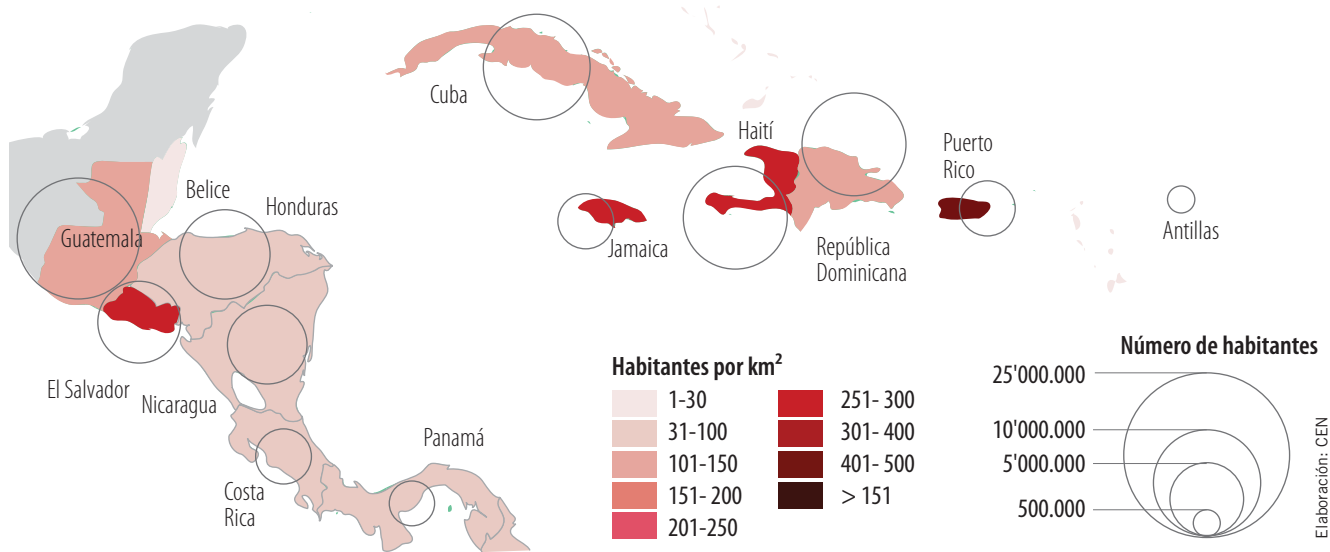 Cuba
Haití
Puerto
Rico
Belice
Honduras
Guatemala
Jamaica
República
Dominicana
Antillas
El Salvador
Nicaragua
Panamá
Costa
Rica
Habitantes por km²
1-30
31-100
101-150
151- 200
201-250
251- 300
301- 400
401- 500
> 151
Número de habitantes
25'000.000
10'000.000
5'000.000
500.000
Elaboración: CEN